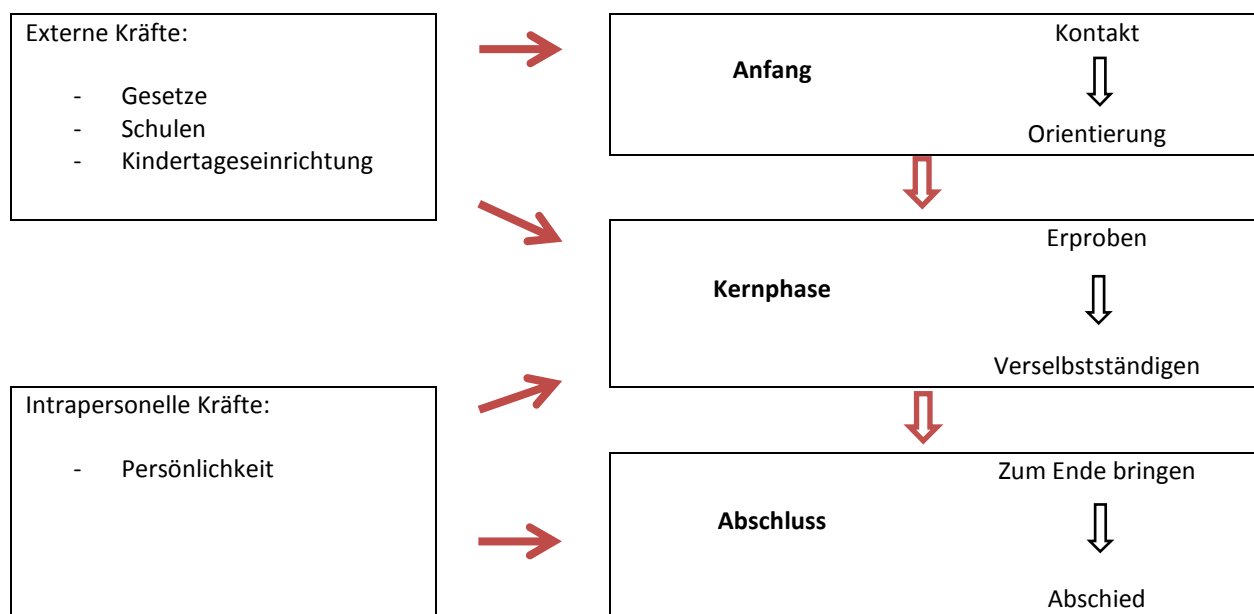 Externe Kräfte:
- Gesetze
- Schulen
- Kindertageseinrichtung
Intrapersonelle Kräfte:
- Persönlichkeit
Kontakt
Anfang
Orientierung
Erproben
Kernphase
Verselbstständigen
Zum Ende bringen
Abschluss
Abschied